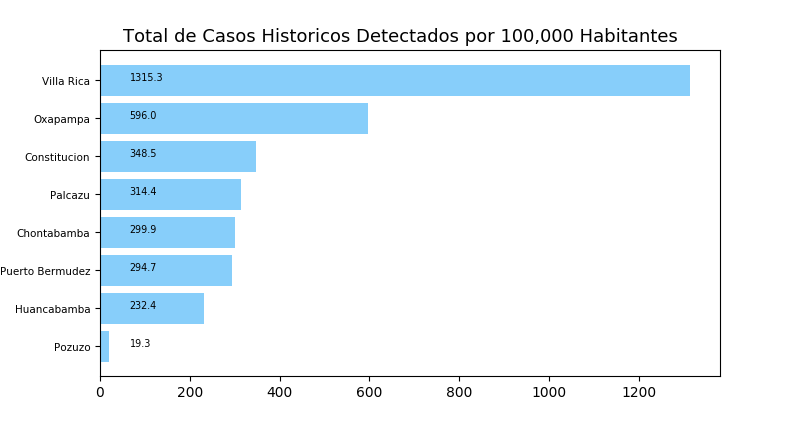 Total de Casos Historicos Detectados por 100,000 Habitantes
Villa Rica 1315.3
Oxapampa 596.0
Constitucion 348.5
Palcazu 314.4
Chontabamba 299.9
Puerto Bermudez 294.7
Huancabamba 232.4
Pozuzo 19.3
0 200 400 600 800 1000 1200